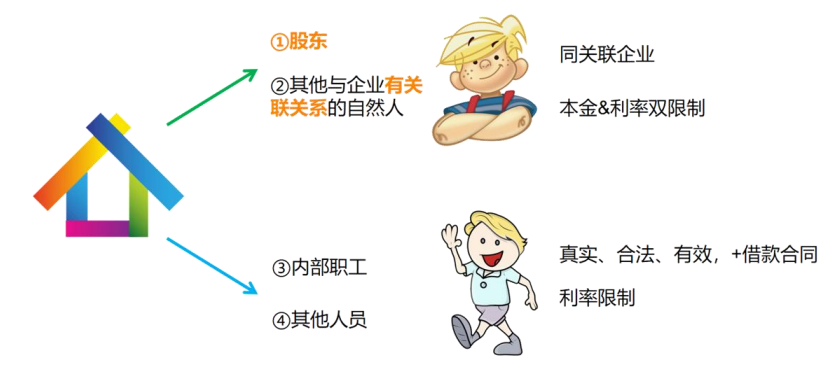 ①股东
②其他与企业有关
联关系的自然人
同关联企业
本金&利率双限制
③内部职工
④其他人员
真实、合法、有效，+借款合同
利率限制